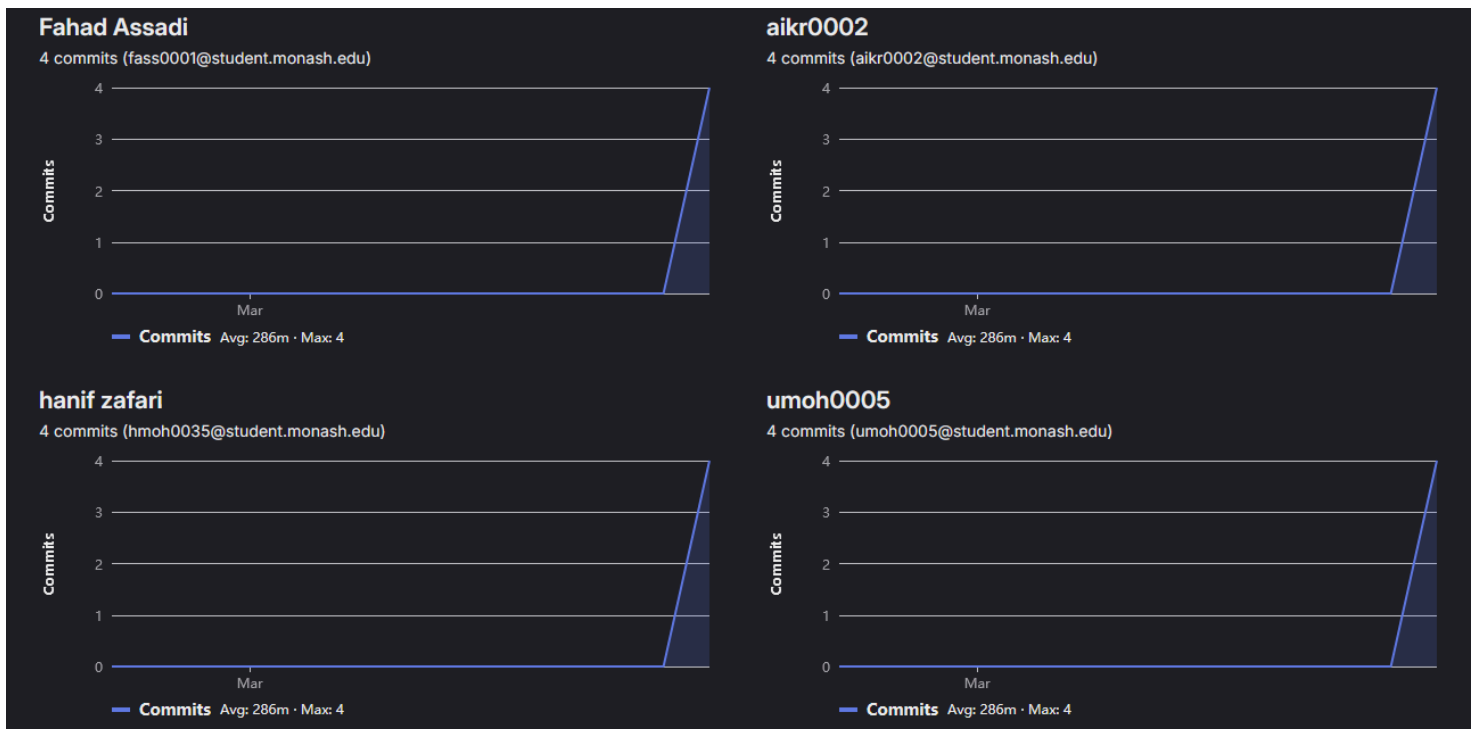 Fahad Assadi
4 commits (fass0001@student.monash.edu)
4
3
2
1
0
Commits
Mar
Commits Avg: 286m · Max: 4
aikr0002
4 commits (aikr0002@student.monash.edu)
4
3
2
1
0
Commits
Mar
Commits Avg: 286m · Max: 4
hanif zafari
4 commits (hmoh0035@student.monash.edu)
4
3
2
1
0
Commits
Mar
Commits Avg: 286m · Max: 4
umoh0005
4 commits (umoh0005@student.monash.edu)
4
3
2
1
0
Commits
Mar
Commits Avg: 286m · Max: 4